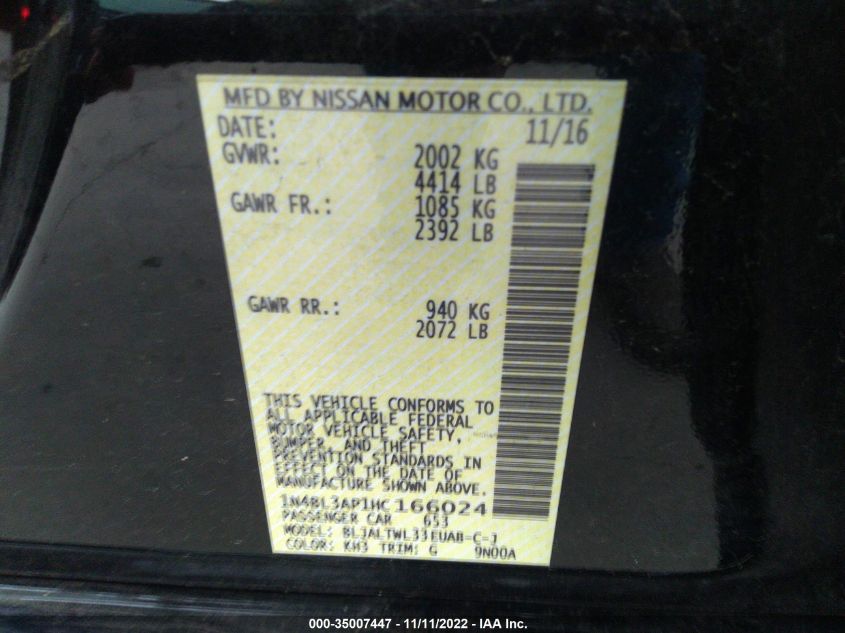 MFD BY NISSAN MOTOR CO., LTD.
DATE: 11/16
GVWR: 2002 KG
4414 LB
GAWR FR.: 1085 KG
2392 LB
GAWR RR.: 940 KG
2072 LB
THIS VEHICLE CONFORMS TO
ALL APPLICABLE FEDERAL
MOTOR VEHICLE SAFETY,
BUMPER, AND THEFT
PREVENTION STANDARDS IN
EFFECT ON THE DATE OF
MANUFACTURE SHOWN ABOVE.
1N4BL3AP1HC166024
PASSENGER CAR 653
MODEL: BLJALTWL33EUAB-C-J
COLOR: KH3 TRIM: G 9N00A
000-35007447 - 11/11/2022 - IAA Inc.